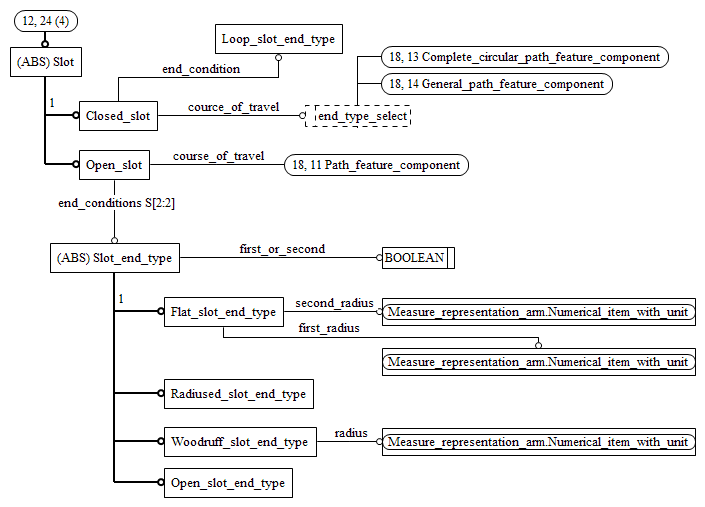 12, 24 (4)
(ABS) Slot
Loop_slot_end_type
end_condition
18, 13 Complete_circular_path_feature_component
18, 14 General_path_feature_component
1
Closed_slot
cource_of_travel
end_type_select
Open_slot
course_of_travel
18, 11 Path_feature_component
end_conditions S[2:2]
(ABS) Slot_end_type
first_or_second
BOOLEAN
1
Flat_slot_end_type
second_radius
Measure_representation_arm.Numerical_item_with_unit
first_radius
Measure_representation_arm.Numerical_item_with_unit
Radiused_slot_end_type
Woodruff_slot_end_type
radius
Measure_representation_arm.Numerical_item_with_unit
Open_slot_end_type